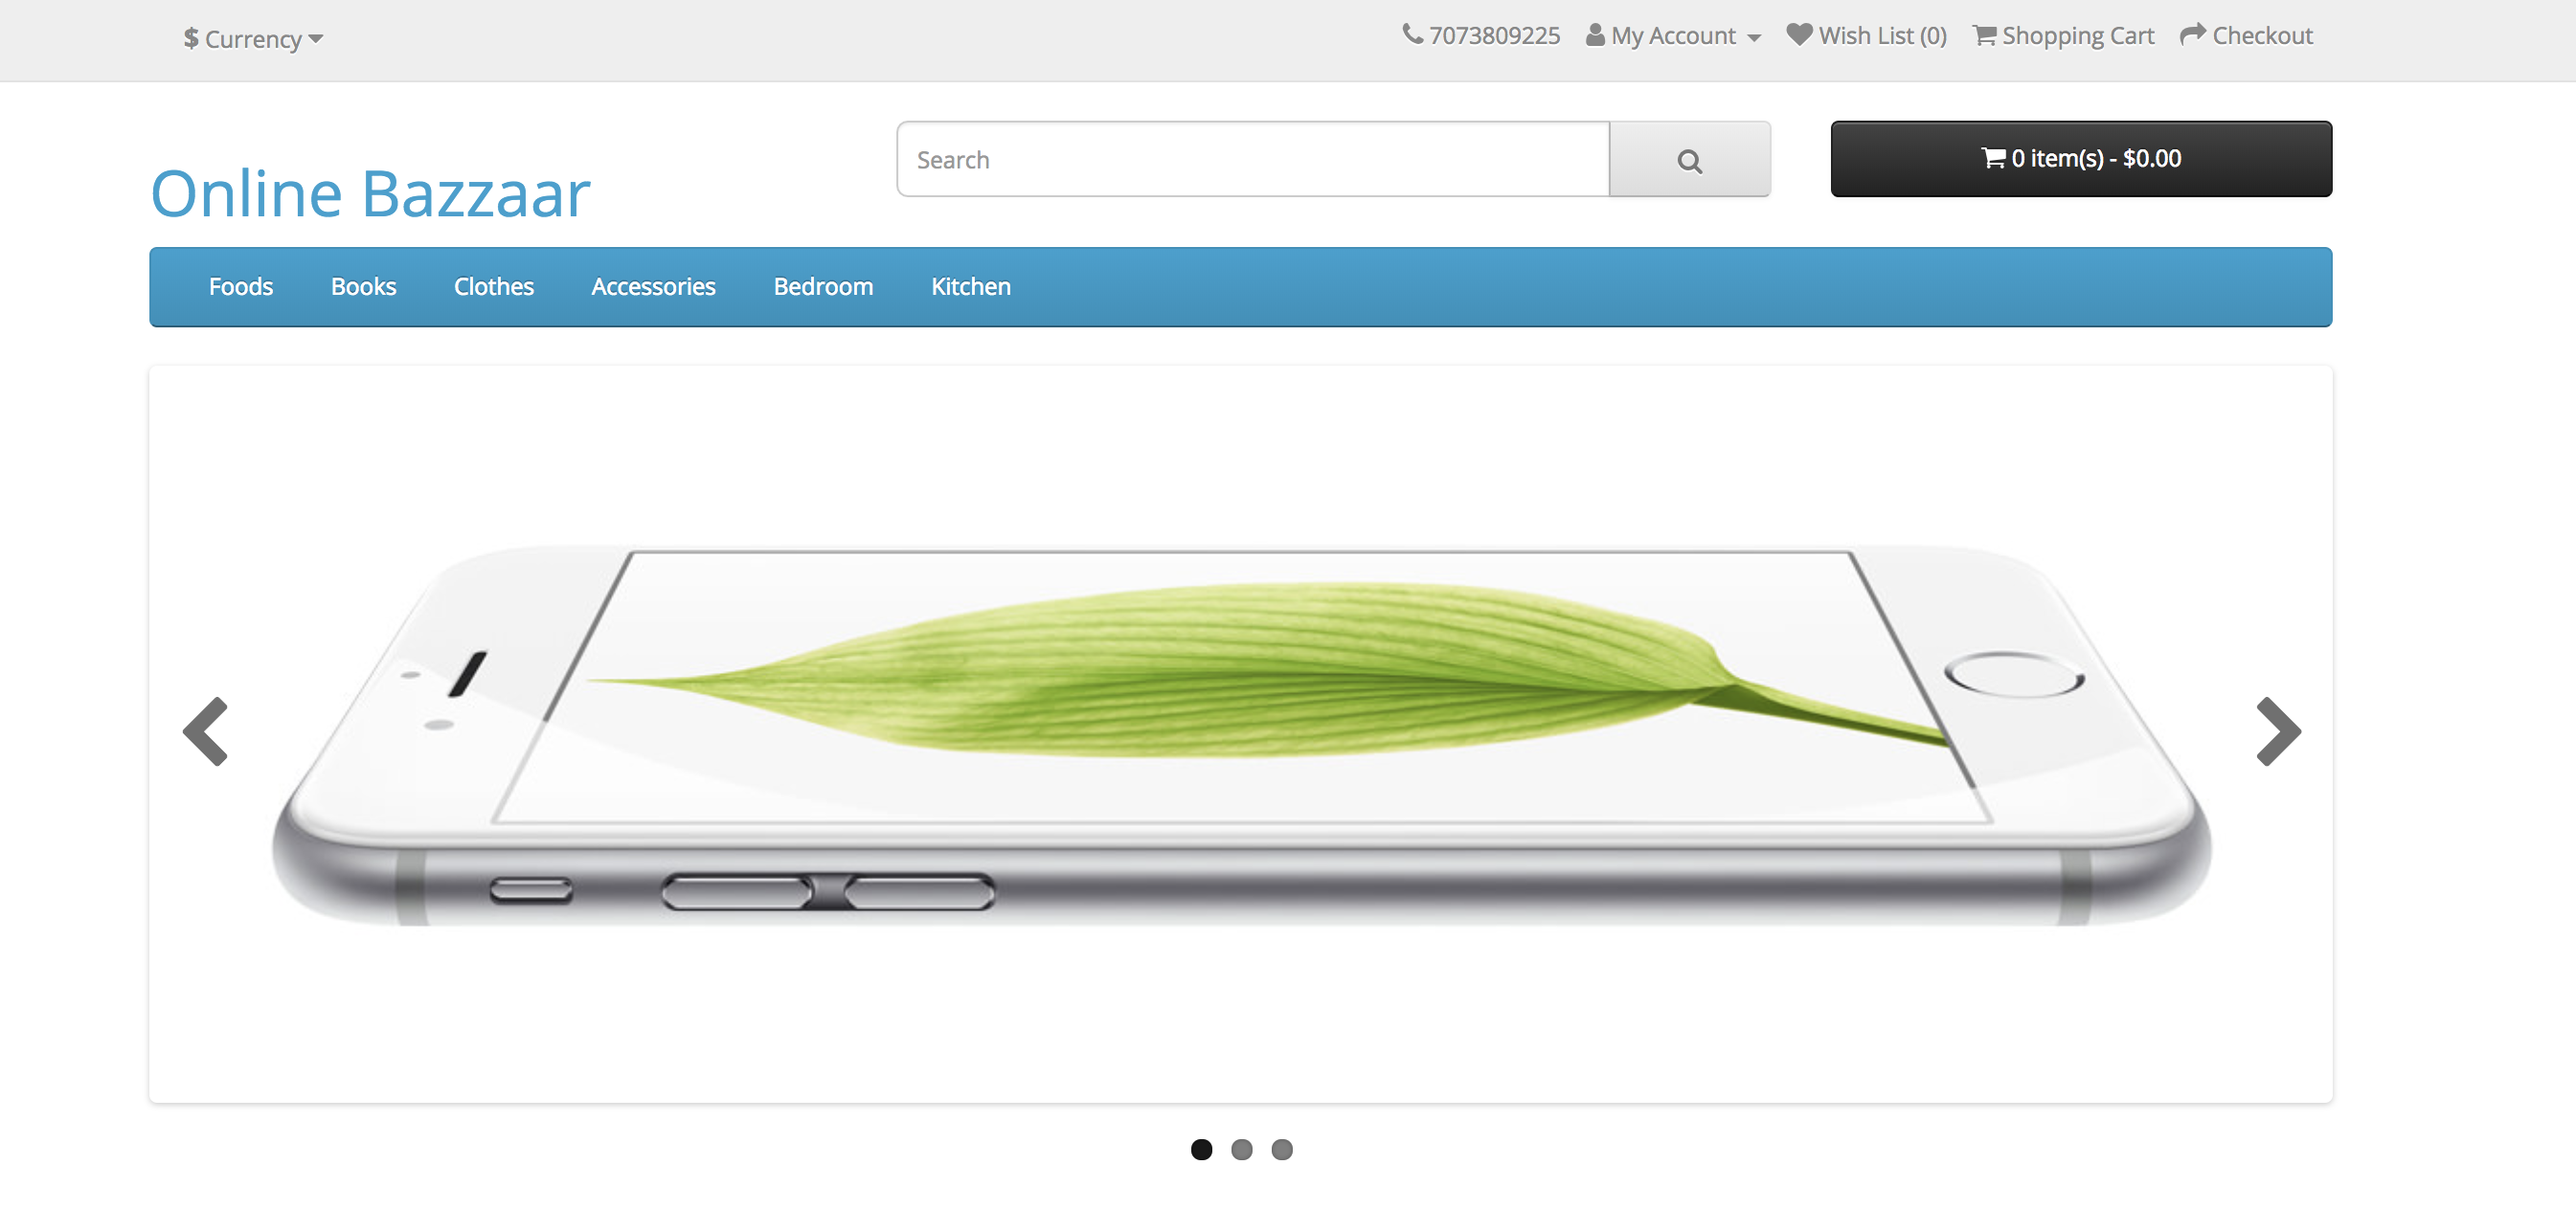 $ Currency
7073809225 My Account Wish List (0) Shopping Cart Checkout
Online Bazzaar
Search
0 item(s) - $0.00
Foods Books Clothes Accessories Bedroom Kitchen